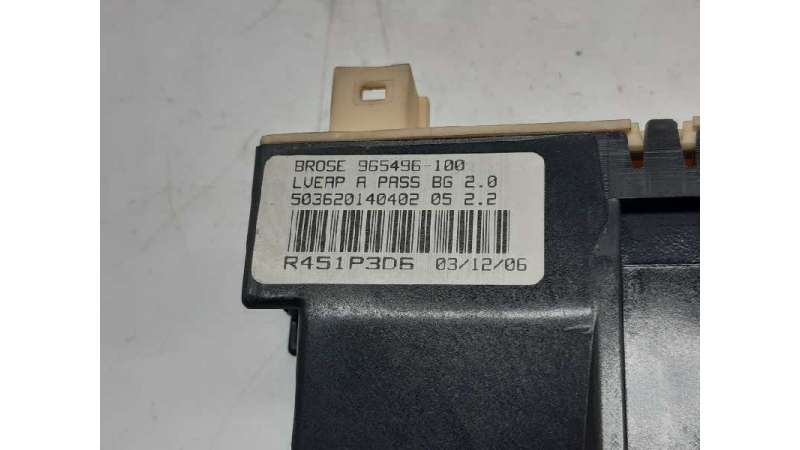 BROSE 965496-100
LVEAP A PASS BG 2.0
503620140402 05 2.2
R451P3D6 03/12/06